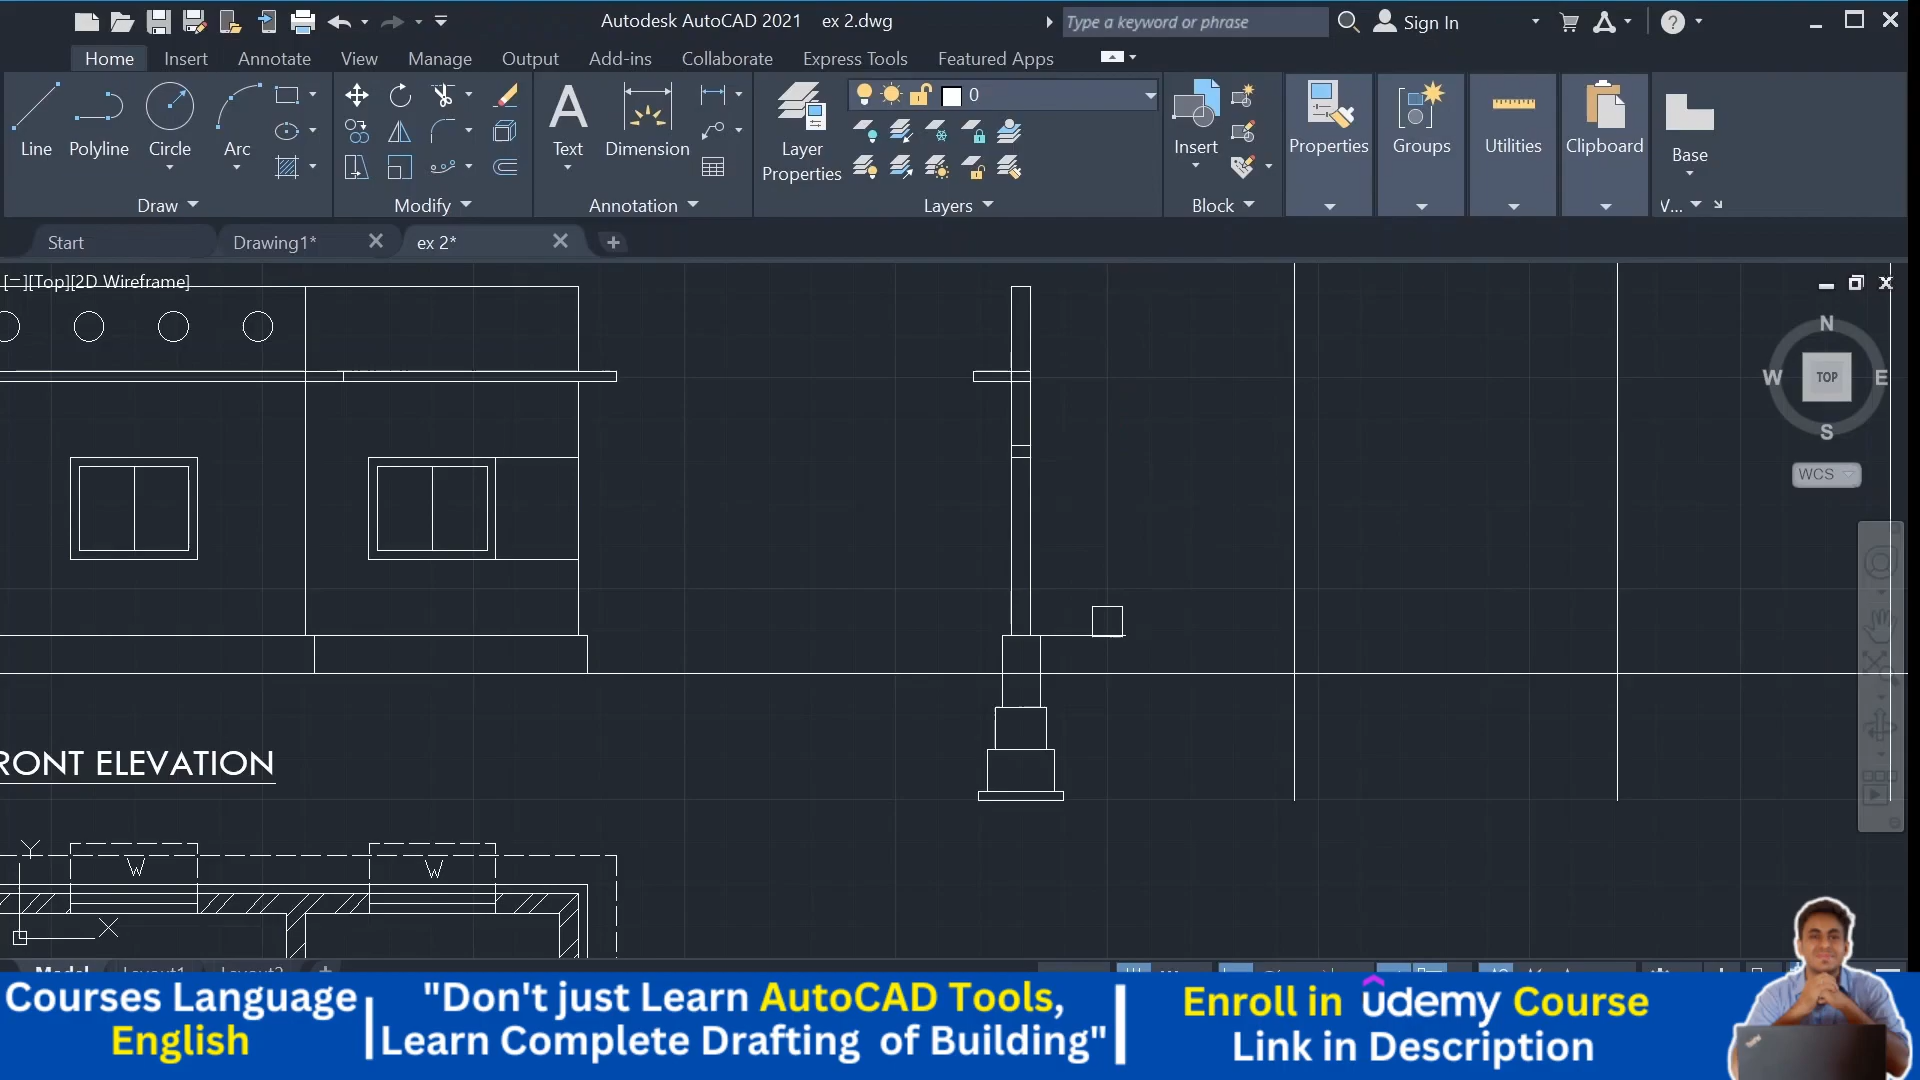 Autodesk AutoCAD 2021 ex 2.dwg
Type a keyword or phrase
Sign In
Home Insert Annotate View Manage Output Add-ins Collaborate Express Tools Featured Apps
0
Line Polyline Circle Arc
Text Dimension
Layer
Properties
Insert
Properties Groups Utilities Clipboard
Base
Draw Modify Annotation Layers Block V...
Start Drawing1* ex 2*
[−][Top][2D Wireframe]
N
W TOP E
S
WCS
RONT ELEVATION
Y
W W
X
Model Layout1 Layout2
Courses Language
English
"Don't just Learn AutoCAD Tools,
Learn Complete Drafting of Building"
Enroll in udemy Course
Link in Description